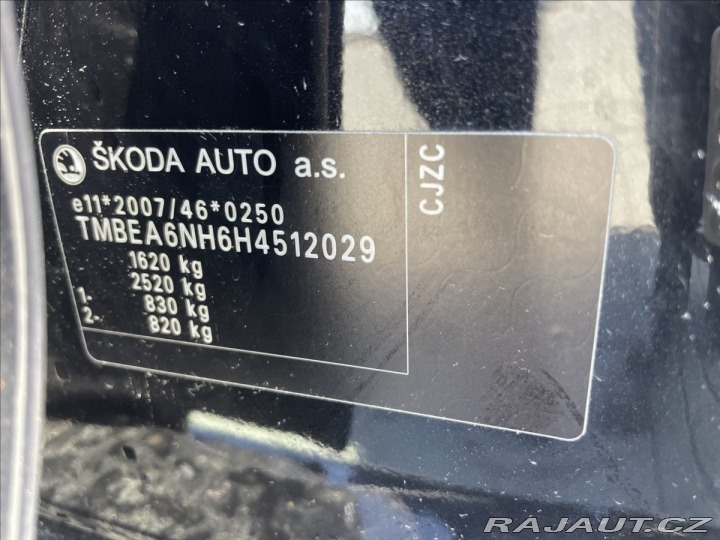 ŠKODA AUTO a.s.
e11*2007/46*0250
TMBEA6NH6H4512029
1620 kg
2520 kg
1- 830 kg
2- 820 kg
CJZC
RAJAUT.CZ